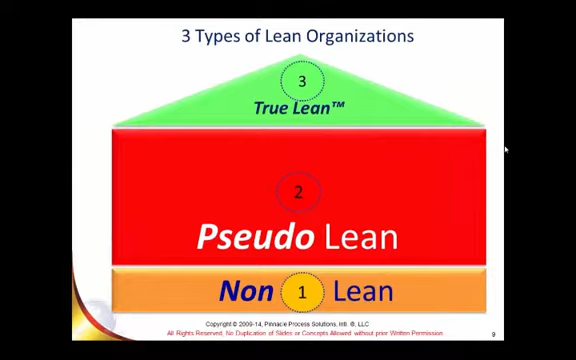 3 Types of Lean Organizations
3
True Lean™
2
Pseudo Lean
Non 1 Lean
Copyright © 2009-14, Pinnacle Process Solutions, Intl. ®, LLC
All Rights Reserved, No Duplication of Slides or Concepts Allowed without prior Written Permission.
9